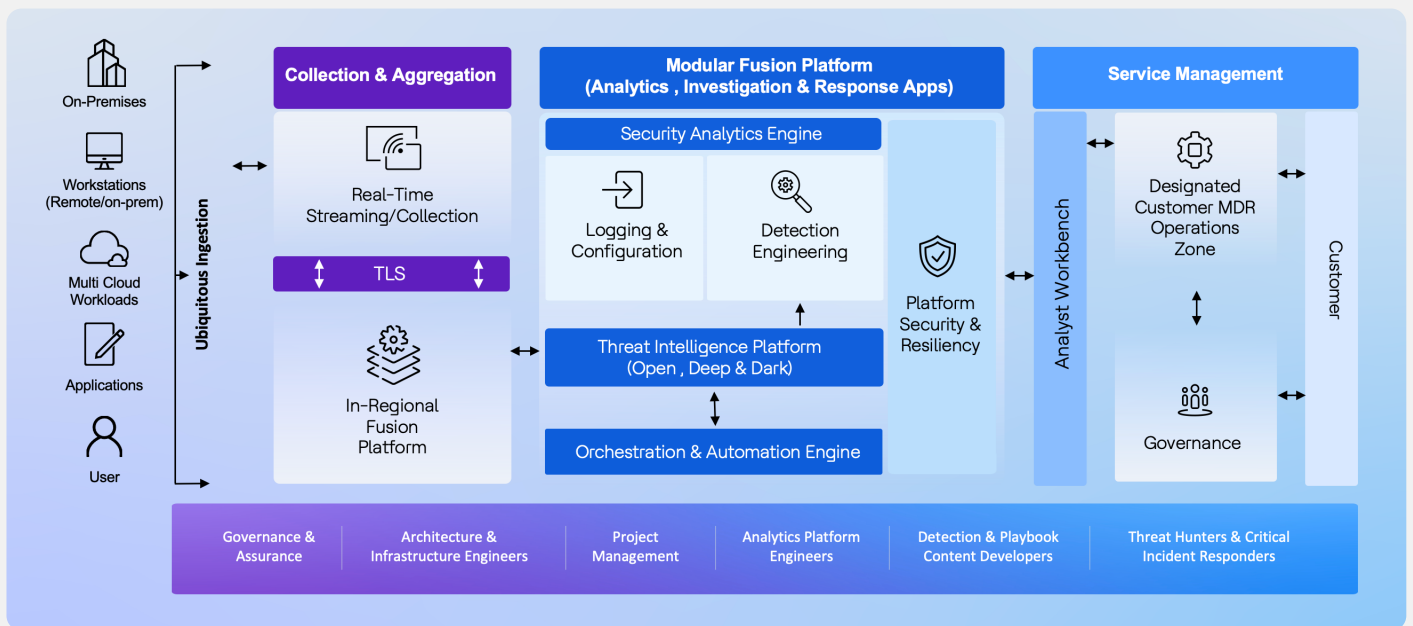 On-Premises
Workstations
(Remote/on-prem)
Multi Cloud
Workloads
Applications
User
Ubiquitous Ingestion
Collection & Aggregation
Real-Time
Streaming/Collection
TLS
In-Regional
Fusion
Platform
Modular Fusion Platform
(Analytics , Investigation & Response Apps)
Security Analytics Engine
Logging &
Configuration
Detection
Engineering
Threat Intelligence Platform
(Open , Deep & Dark)
Orchestration & Automation Engine
Platform
Security &
Resiliency
Service Management
Analyst Workbench
Designated
Customer MDR
Operations
Zone
Governance
Customer
Governance &
Assurance
Architecture &
Infrastructure Engineers
Project
Management
Analytics Platform
Engineers
Detection & Playbook
Content Developers
Threat Hunters & Critical
Incident Responders